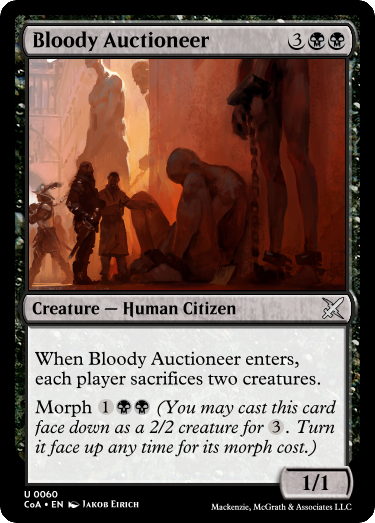 Bloody Auctioneer 3
Creature — Human Citizen
When Bloody Auctioneer enters,
each player sacrifices two creatures.
Morph 1 (You may cast this card
face down as a 2/2 creature for 3. Turn
it face up any time for its morph cost.)
1/1
U 0060
CoA • EN Jakob Eirich
Mackenzie, McGrath & Associates LLC